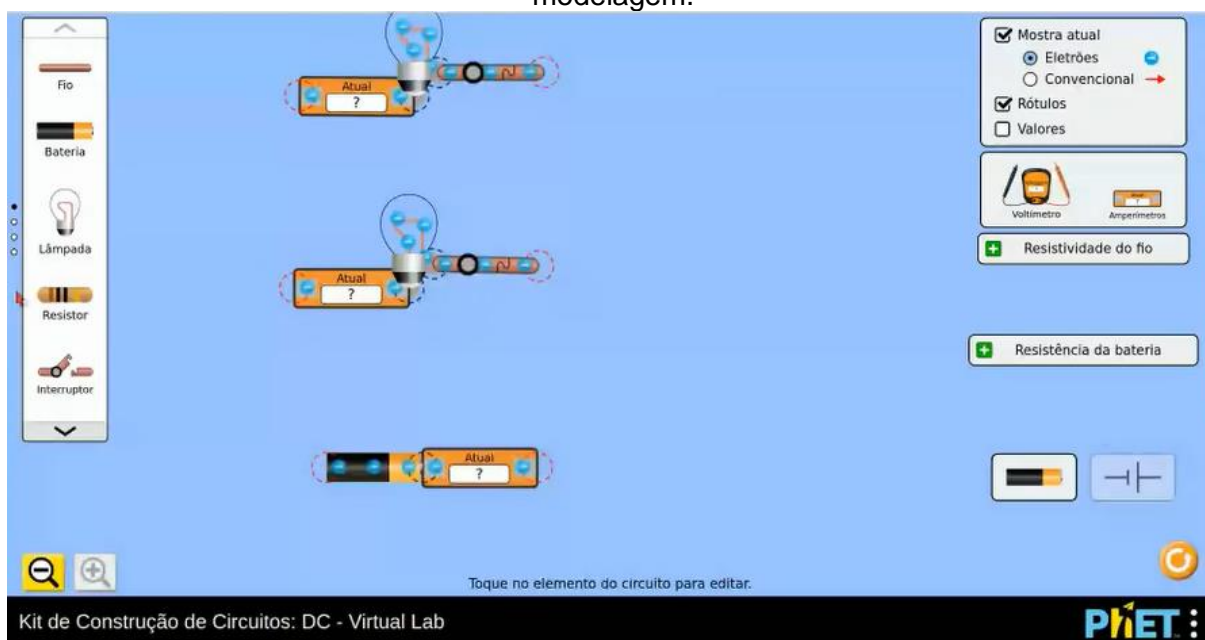 modelagem.
Fio
Bateria
Lâmpada
Resistor
Interruptor
Atual
?
Atual
?
Atual
?
Mostra atual
Eletrões
Convencional
Rótulos
Valores
Voltímetro
Amperímetros
Resistividade do fio
Resistência da bateria
Toque no elemento do circuito para editar.
Kit de Construção de Circuitos: DC - Virtual Lab
PhET